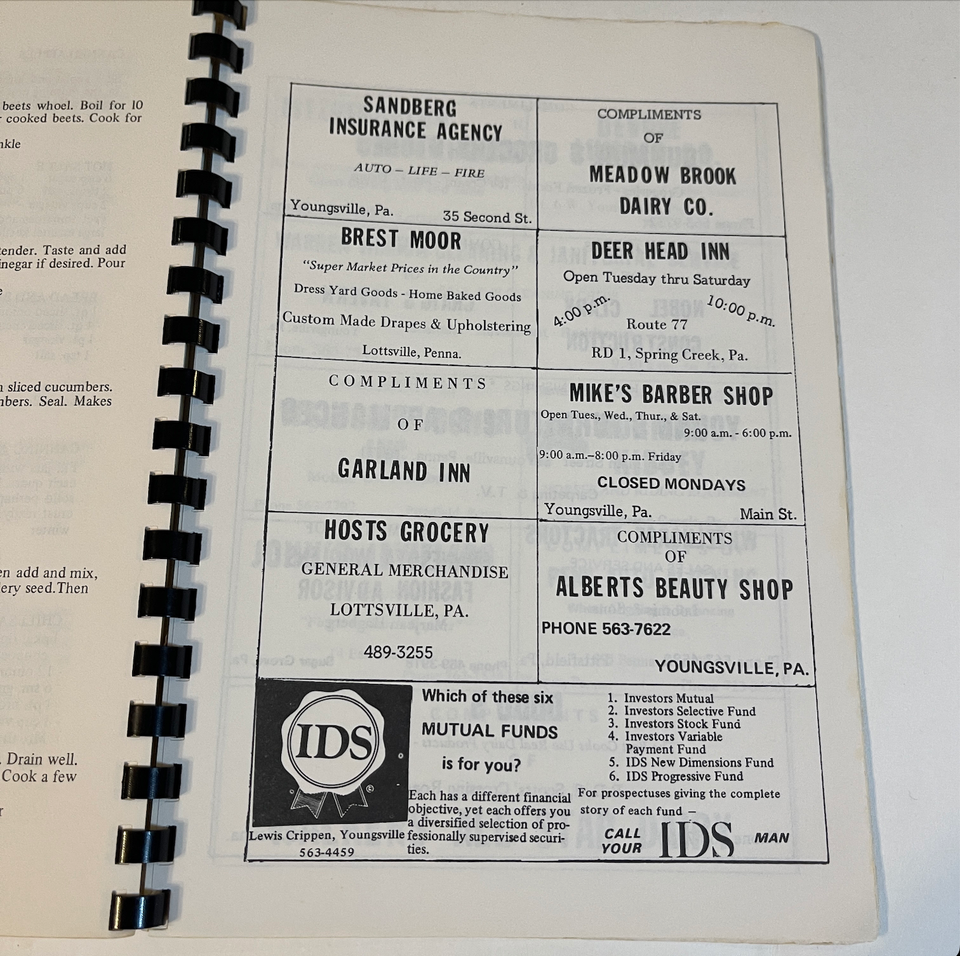 beets whoel. Boil for 10
cooked beets. Cook for
nkle
tender. Taste and add
inegar if desired. Pour
sliced cucumbers.
mbers. Seal. Makes
en add and mix,
ery seed.Then
. Drain well.
Cook a few
SANDBERG
INSURANCE AGENCY
AUTO – LIFE – FIRE
Youngsville, Pa. 35 Second St.
COMPLIMENTS
OF
MEADOW BROOK
DAIRY CO.
BREST MOOR
"Super Market Prices in the Country"
Dress Yard Goods - Home Baked Goods
Custom Made Drapes & Upholstering
Lottsville, Penna.
DEER HEAD INN
Open Tuesday thru Saturday
4:00 p.m. 10:00 p.m.
Route 77
RD 1, Spring Creek, Pa.
COMPLIMENTS
OF
GARLAND INN
MIKE'S BARBER SHOP
Open Tues., Wed., Thur., & Sat.
9:00 a.m. - 6:00 p.m.
9:00 a.m.–8:00 p.m. Friday
CLOSED MONDAYS
Youngsville, Pa. Main St.
HOSTS GROCERY
GENERAL MERCHANDISE
LOTTSVILLE, PA.
489-3255
COMPLIMENTS
OF
ALBERTS BEAUTY SHOP
PHONE 563-7622
YOUNGSVILLE, PA.
IDS
®
Lewis Crippen, Youngsville
563-4459
Which of these six
MUTUAL FUNDS
is for you?
Each has a different financial
objective, yet each offers you
a diversified selection of pro-
fessionally supervised securi-
ties.
1. Investors Mutual
2. Investors Selective Fund
3. Investors Stock Fund
4. Investors Variable
Payment Fund
5. IDS New Dimensions Fund
6. IDS Progressive Fund
For prospectuses giving the complete
story of each fund –
CALL
YOUR IDS MAN